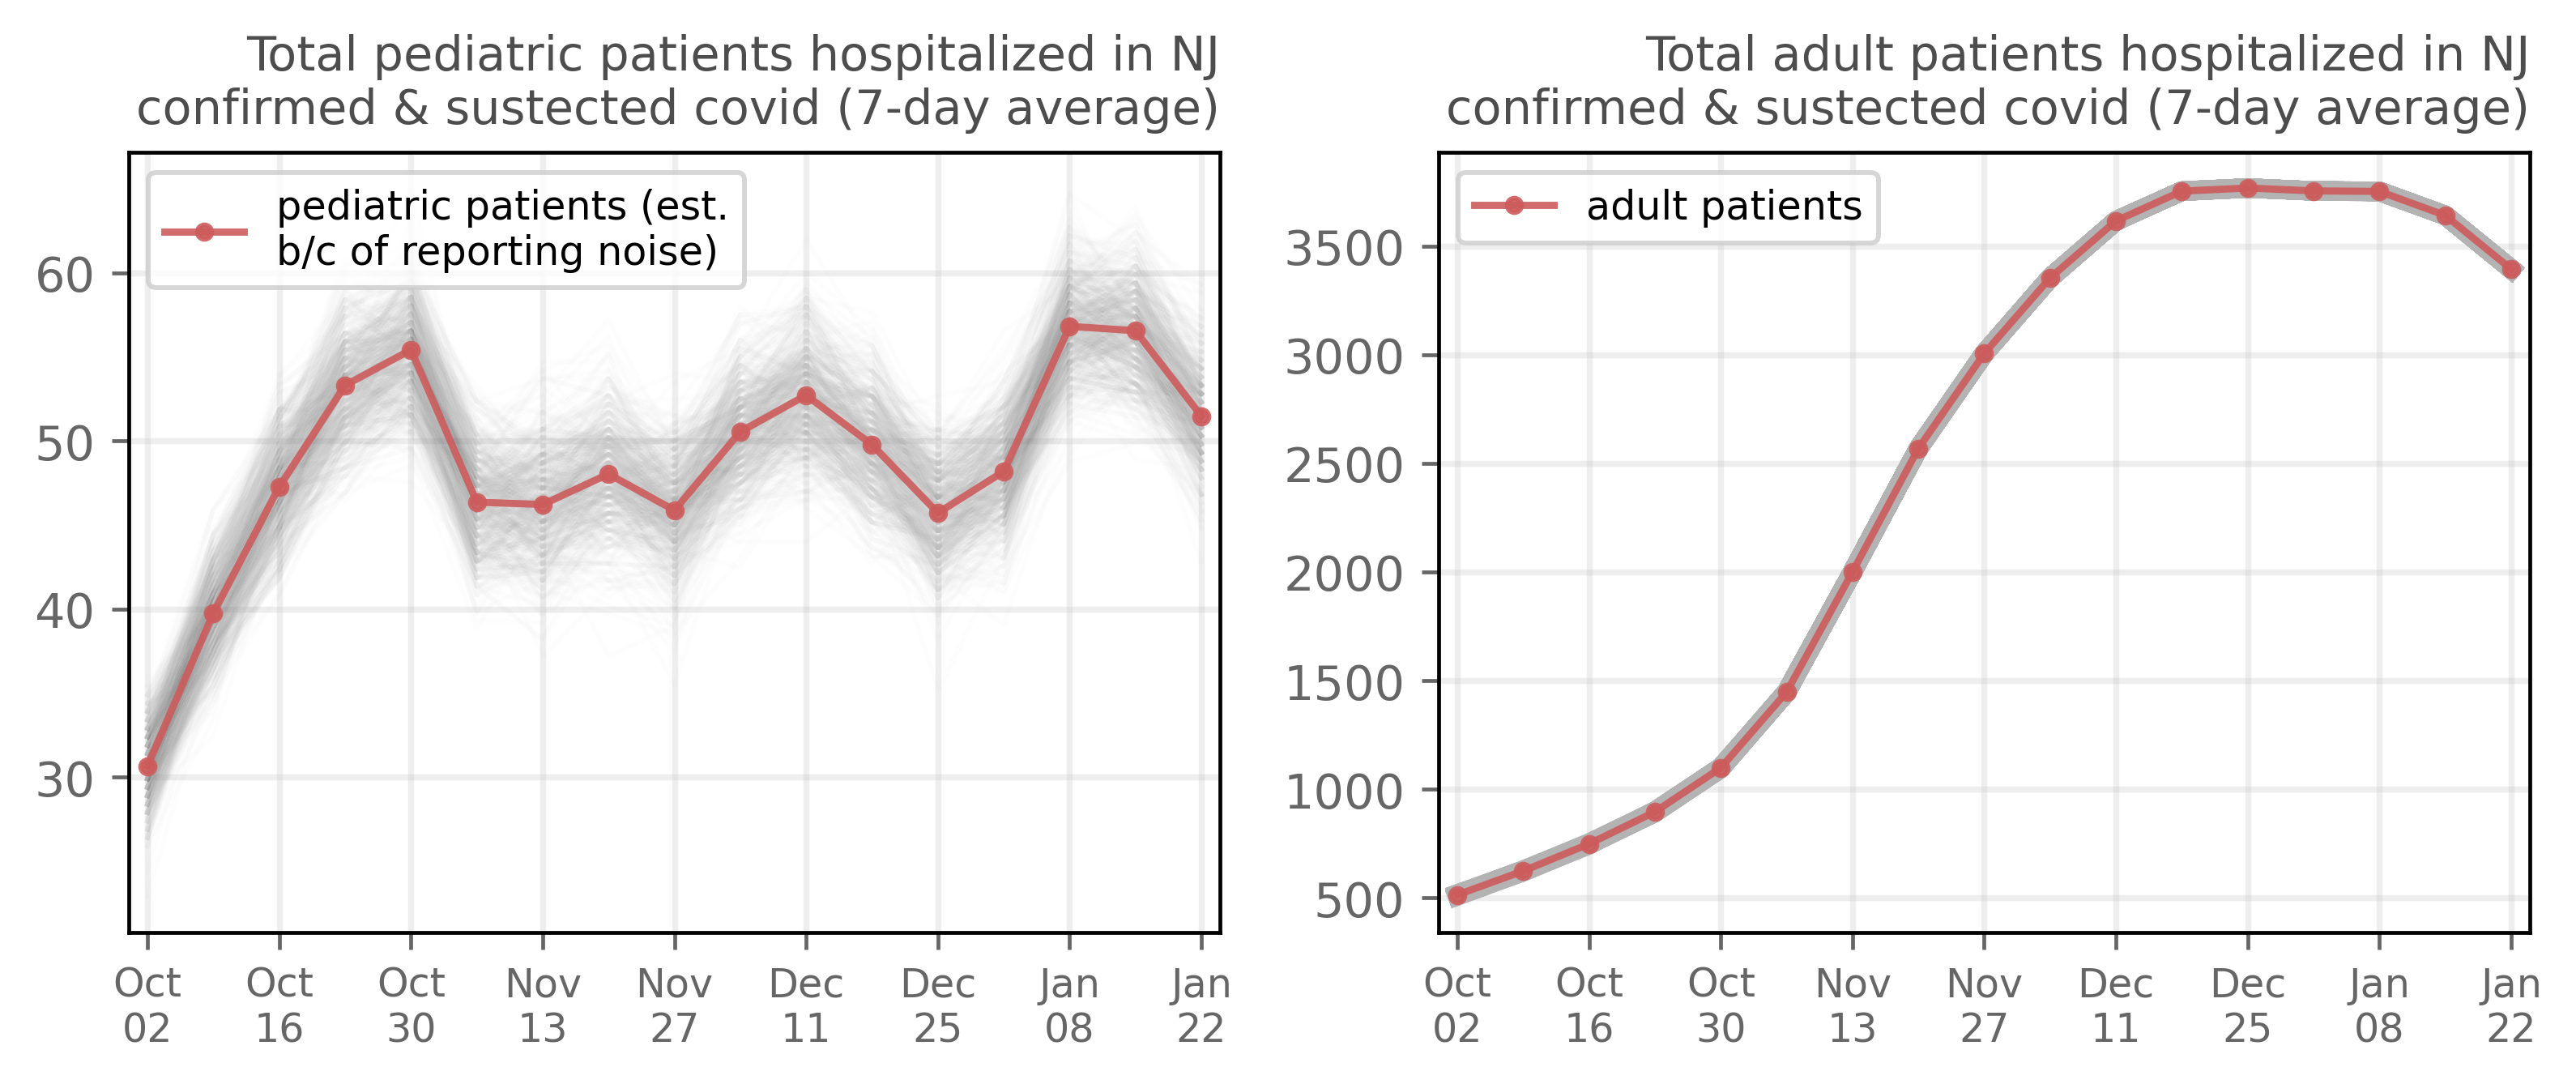 Total pediatric patients hospitalized in NJ
confirmed & sustected covid (7-day average)
pediatric patients (est.
b/c of reporting noise)
60
50
40
30
Oct
02
Oct
16
Oct
30
Nov
13
Nov
27
Dec
11
Dec
25
Jan
08
Jan
22
Total adult patients hospitalized in NJ
confirmed & sustected covid (7-day average)
adult patients
3500
3000
2500
2000
1500
1000
500
Oct
02
Oct
16
Oct
30
Nov
13
Nov
27
Dec
11
Dec
25
Jan
08
Jan
22